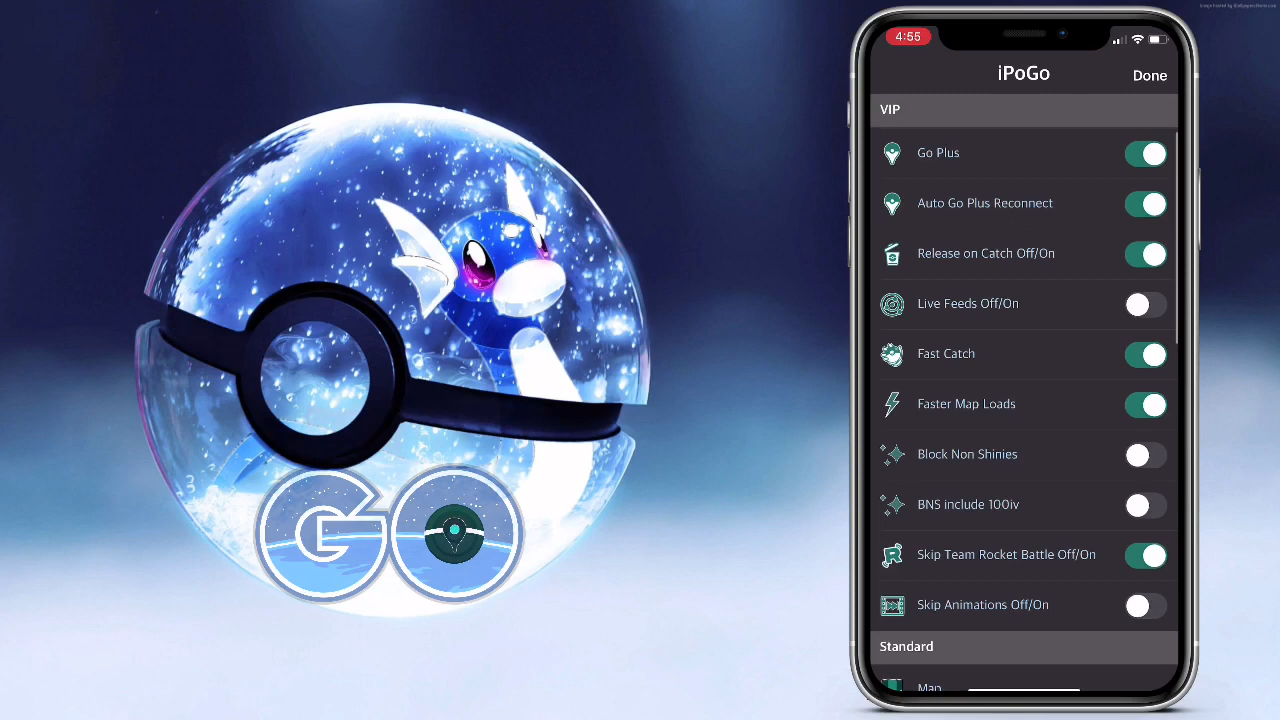 GO
4:55
iPoGo
Done
VIP
Go Plus
Auto Go Plus Reconnect
Release on Catch Off/On
Live Feeds Off/On
Fast Catch
Faster Map Loads
Block Non Shinies
BNS include 100iv
Skip Team Rocket Battle Off/On
Skip Animations Off/On
Standard
Map